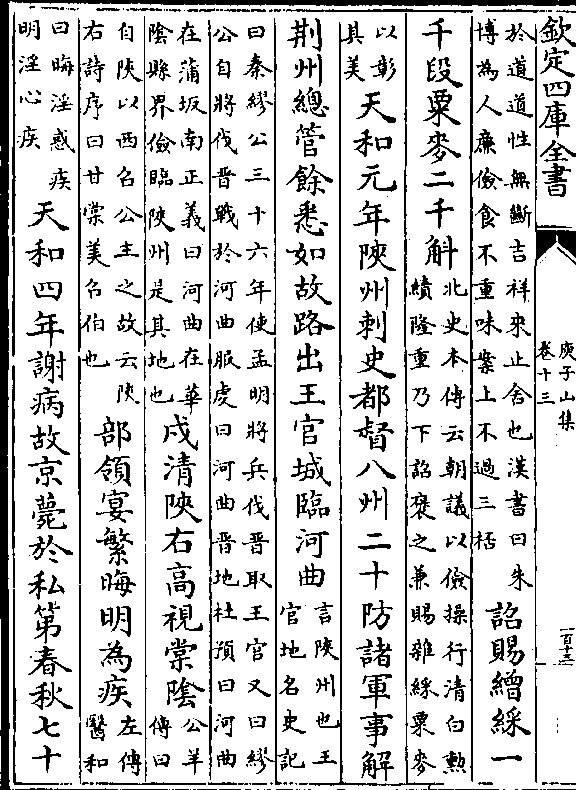 欽定四庫全書
庾子山集
卷十三
一百十三
於道道性無斷吉祥來止舍也漢書曰朱
博為人廉儉食不重味案上不過三桮
詔賜繒綵一
千段粟麥二千斛
北史本傳云朝議以儉操行清白勲
績隆重乃下詔襃之兼賜雜綵粟麥
以彰
其美
天和元年陜州刺史都督八州二十防諸軍事解
荆州總管餘悉如故路出王官城臨河曲
言陜州也王
官地名史記
曰秦繆公三十六年使孟明將兵伐晋取王官又曰繆
公自將伐晋戰於河曲服䖍曰河曲晋地杜預曰河曲
在蒲坂南正義曰河曲在華
陰縣界儉臨陜州是其地也
戍清陜右高視棠陰
公羊
傳曰
自陜以西召公主之故云陜
右詩序曰甘棠美召伯也
部領宴繁晦明為疾
左傳
醫和
曰晦淫惑疾
明淫心疾
天和四年謝病故京薨於私第春秋七十